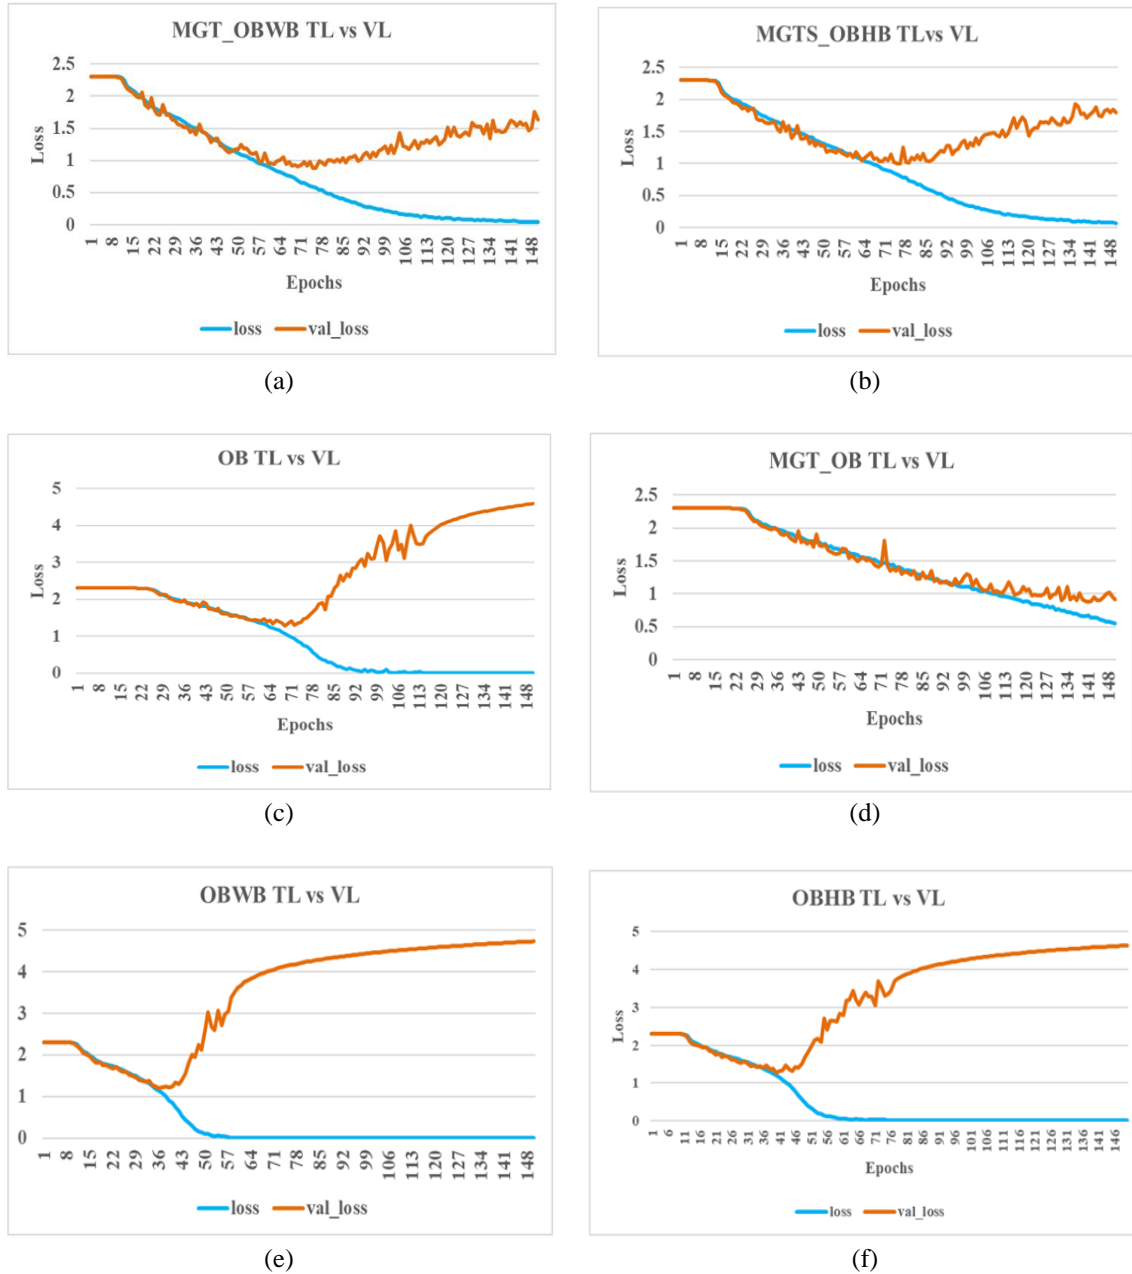 MGT_OBWB TL vs VL
2.5
2
1.5
1
0.5
0
Loss
1 8 15 22 29 36 43 50 57 64 71 78 85 92 99 106 113 120 127 134 141 148
Epochs
loss val_loss
(a)
MGTS_OBHB TLvs VL
2.5
2
1.5
1
0.5
0
Loss
1 8 15 22 29 36 43 50 57 64 71 78 85 92 99 106 113 120 127 134 141 148
Epochs
loss val_loss
(b)
OB TL vs VL
5
4
3
2
1
0
Loss
1 8 15 22 29 36 43 50 57 64 71 78 85 92 99 106 113 120 127 134 141 148
Epochs
loss val_loss
(c)
MGT_OB TL vs VL
2.5
2
1.5
1
0.5
0
Loss
1 8 15 22 29 36 43 50 57 64 71 78 85 92 99 106 113 120 127 134 141 148
Epochs
loss val_loss
(d)
OBWB TL vs VL
5
4
3
2
1
0
1 8 15 22 29 36 43 50 57 64 71 78 85 92 99 106 113 120 127 134 141 148
loss val_loss
(e)
OBHB TL vs VL
5
4
3
2
1
0
Loss
1 6 11 16 21 26 31 36 41 46 51 56 61 66 71 76 81 86 91 96 101 106 111 116 121 126 131 136 141 146
Epochs
loss val_loss
(f)